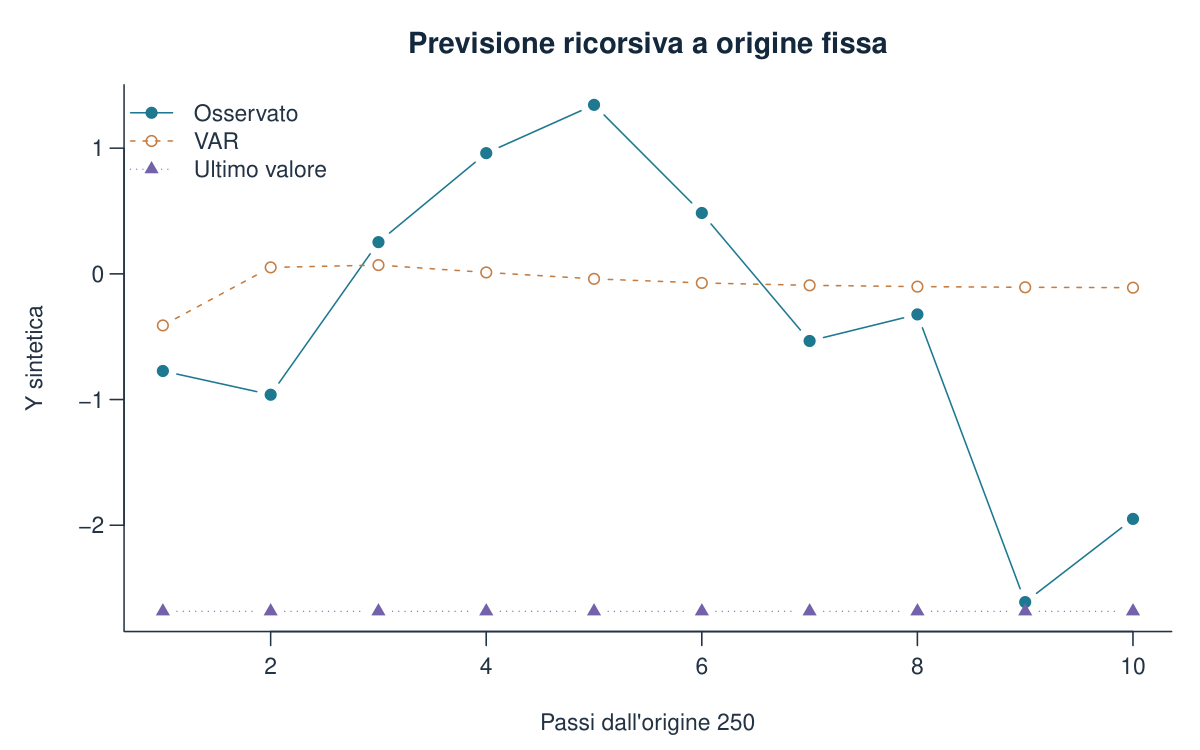 Previsione ricorsiva a origine fissa
Osservato
VAR
Ultimo valore
1
0
−1
−2
Y sintetica
2 4 6 8 10
Passi dall'origine 250